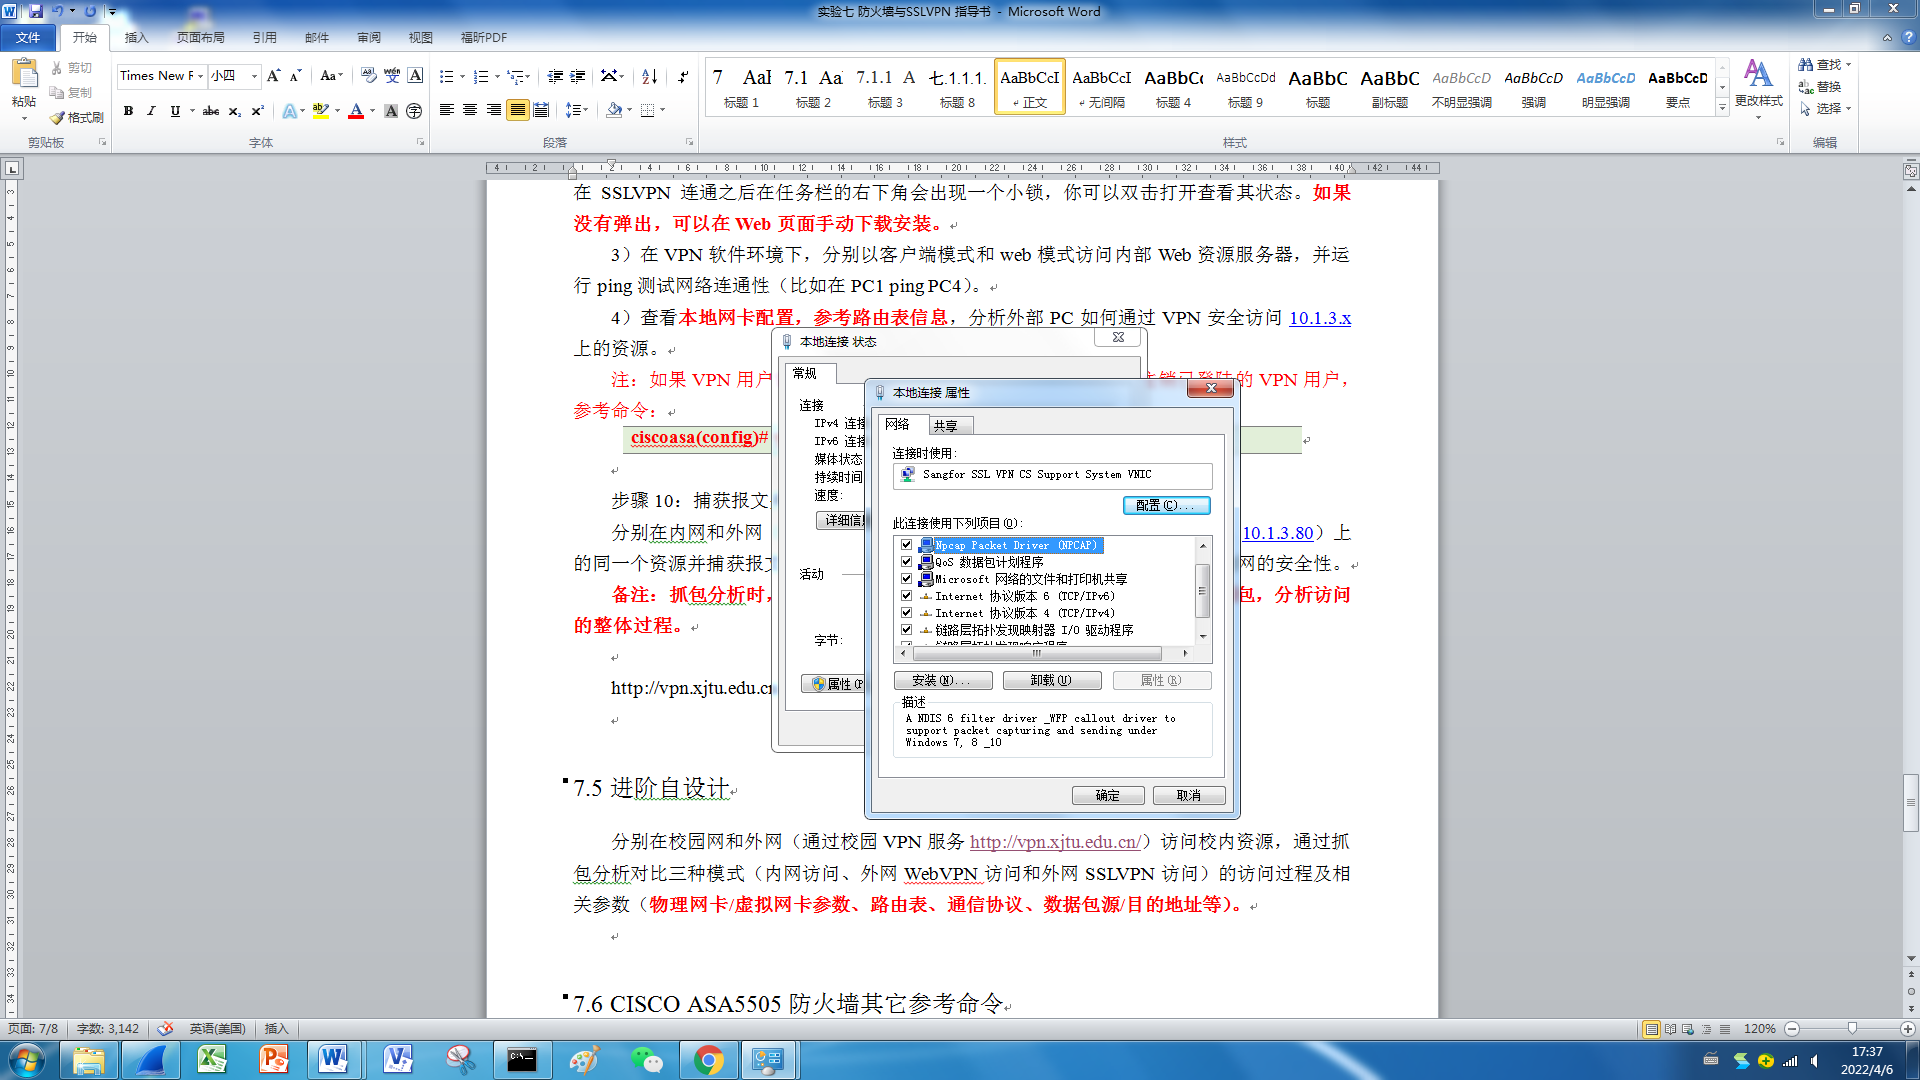 实验七 防火墙与SSLVPN 指导书 - Microsoft Word
文件 开始 插入 页面布局 引用 邮件 审阅 视图 福昕PDF
粘贴 剪切 复制 格式刷
Times New F 小四
标题 1 标题 2 标题 3 标题 8 正文 无间隔 标题 4 标题 9 标题 副标题 不明显强调 强调 明显强调 要点
更改样式
查找 替换 选择
剪贴板 字体 段落 样式 编辑
在 SSLVPN 连通之后在任务栏的右下角会出现一个小锁，你可以双击打开查看其状态。如果
没有弹出，可以在 Web 页面手动下载安装。
3）在 VPN 软件环境下，分别以客户端模式和 web 模式访问内部 Web 资源服务器，并运
行 ping 测试网络连通性（比如在 PC1 ping PC4）。
4）查看本地网卡配置，参考路由表信息，分析外部 PC 如何通过 VPN 安全访问 10.1.3.x
上的资源。
注：如果 VPN 用户
已登陆的 VPN 用户，
参考命令：
ciscoasa(config)#
步骤 10：捕获报文
分别在内网和外网
10.1.3.80）上
的同一个资源并捕获报文
网的安全性。
备注：抓包分析时，
包，分析访问
的整体过程。
http://vpn.xjtu.edu.cn
7.5 进阶自设计
分别在校园网和外网（通过校园 VPN 服务 http://vpn.xjtu.edu.cn/）访问校内资源，通过抓
包分析对比三种模式（内网访问、外网 WebVPN 访问和外网 SSLVPN 访问）的访问过程及相
关参数（物理网卡/虚拟网卡参数、路由表、通信协议、数据包源/目的地址等）。
7.6 CISCO ASA5505 防火墙其它参考命令
本地连接 状态
常规
连接
IPv4 连接
IPv6 连接
媒体状态
持续时间
速度:
详细信息
活动
字节:
属性(P
本地连接 属性
网络 共享
连接时使用:
Sangfor SSL VPN CS Support System VNIC
配置(C)...
此连接使用下列项目(O):
Npcap Packet Driver (NPCAP)
QoS 数据包计划程序
Microsoft 网络的文件和打印机共享
Internet 协议版本 6 (TCP/IPv6)
Internet 协议版本 4 (TCP/IPv4)
链路层拓扑发现映射器 I/O 驱动程序
安装(N)... 卸载(U) 属性(R)
描述
A NDIS 6 filter driver _WFP callout driver to
support packet capturing and sending under
Windows 7, 8 _10
确定 取消
页面: 7/8 字数: 3,142 英语(美国) 插入 120%
17:37
2022/4/6